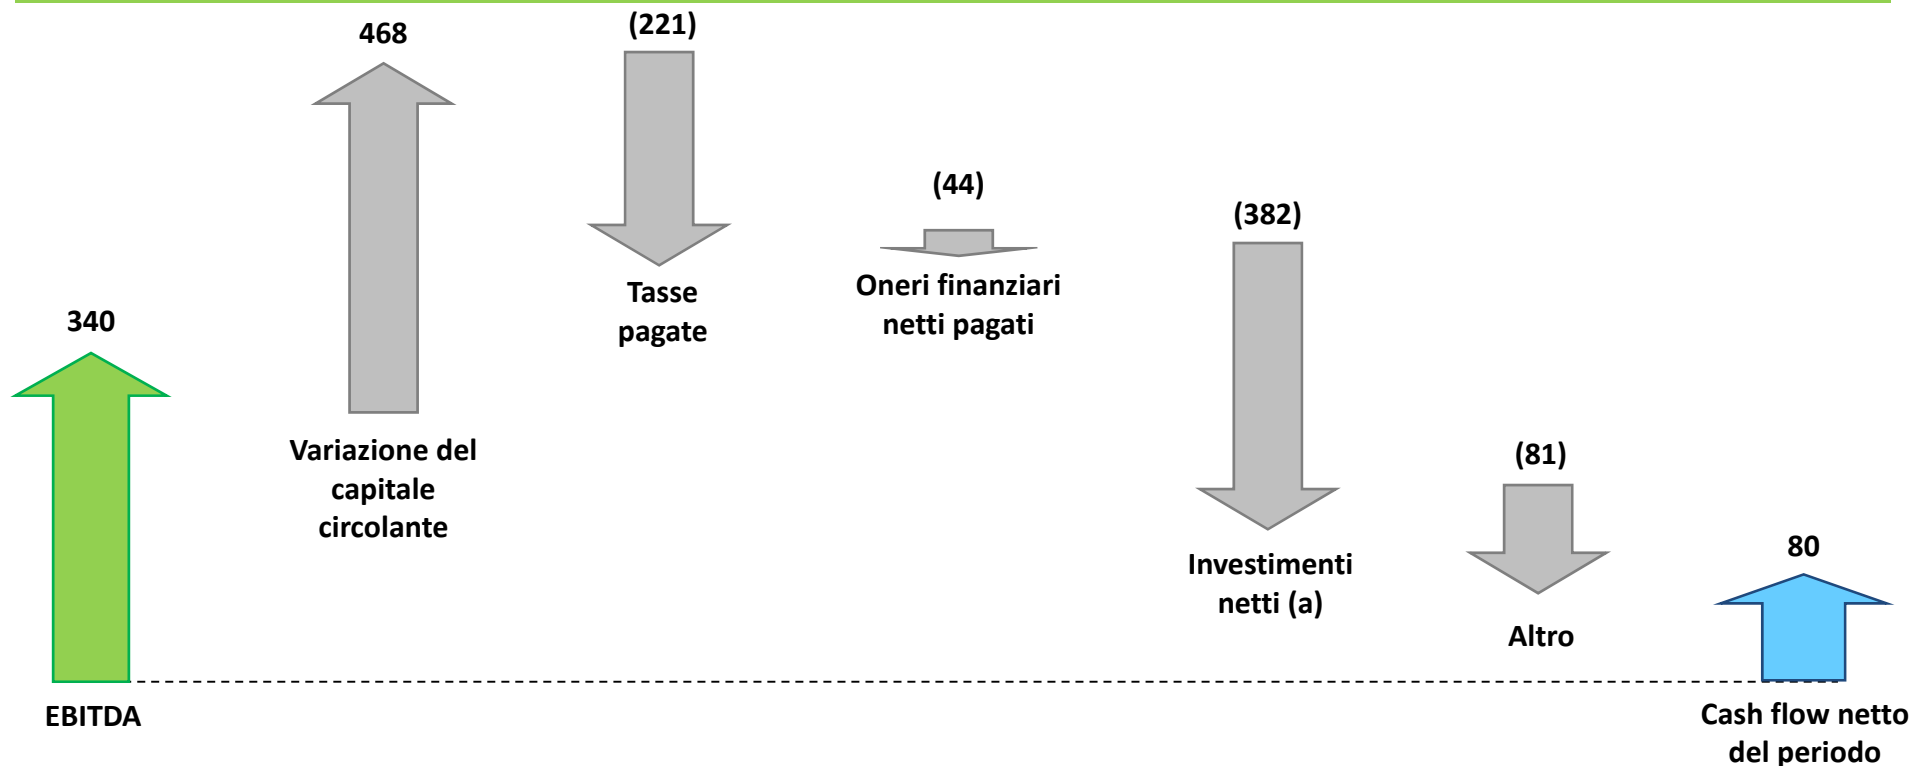 340
EBITDA
468
Variazione del
capitale
circolante
(221)
Tasse
pagate
(44)
Oneri finanziari
netti pagati
(382)
Investimenti
netti (a)
(81)
Altro
80
Cash flow netto
del periodo